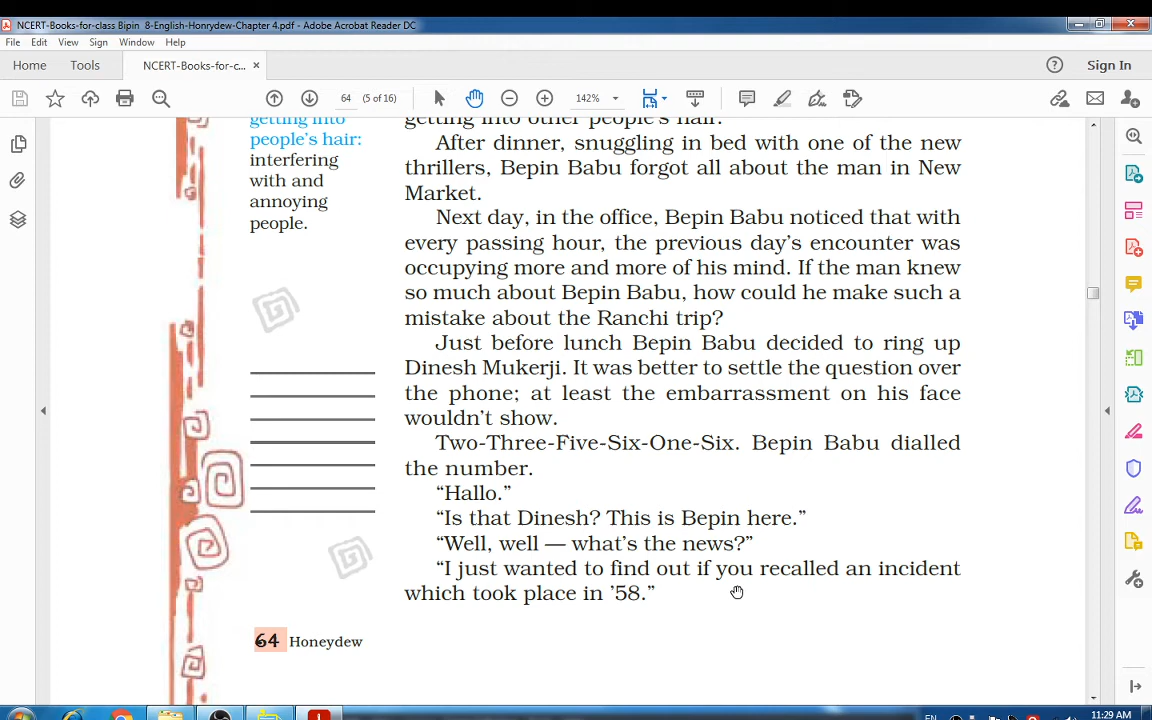 NCERT-Books-for-class Bipin 8-English-Honrydew-Chapter 4.pdf - Adobe Acrobat Reader DC
File Edit View Sign Window Help
Home Tools NCERT-Books-for-c... × Sign In
64 (5 of 16) 142%
getting into
people's hair:
interfering
with and
annoying
people.
getting into other people's hair.
After dinner, snuggling in bed with one of the new
thrillers, Bepin Babu forgot all about the man in New
Market.
Next day, in the office, Bepin Babu noticed that with
every passing hour, the previous day's encounter was
occupying more and more of his mind. If the man knew
so much about Bepin Babu, how could he make such a
mistake about the Ranchi trip?
Just before lunch Bepin Babu decided to ring up
Dinesh Mukerji. It was better to settle the question over
the phone; at least the embarrassment on his face
wouldn't show.
Two-Three-Five-Six-One-Six. Bepin Babu dialled
the number.
“Hallo.”
“Is that Dinesh? This is Bepin here.”
“Well, well — what's the news?”
“I just wanted to find out if you recalled an incident
which took place in '58.”
64 Honeydew
EN 11:29 AM